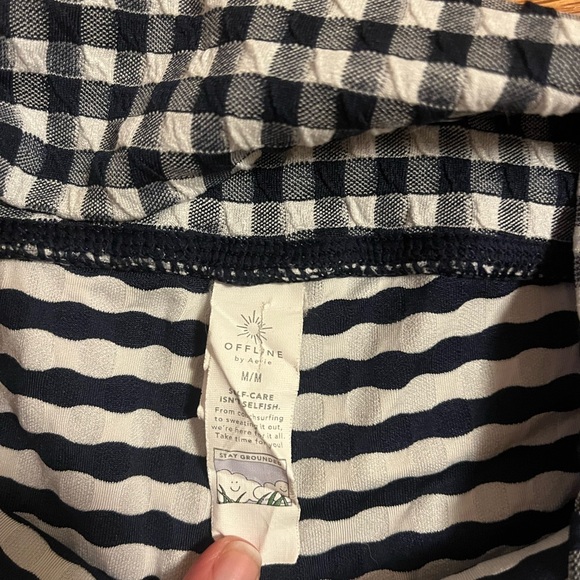 OFFLINE
by Aerie
M/M
SELF-CARE
ISN'T SELFISH.
From couchsurfing
to sweating it out,
we're here for it all.
Take time for you!
STAY GROUNDED